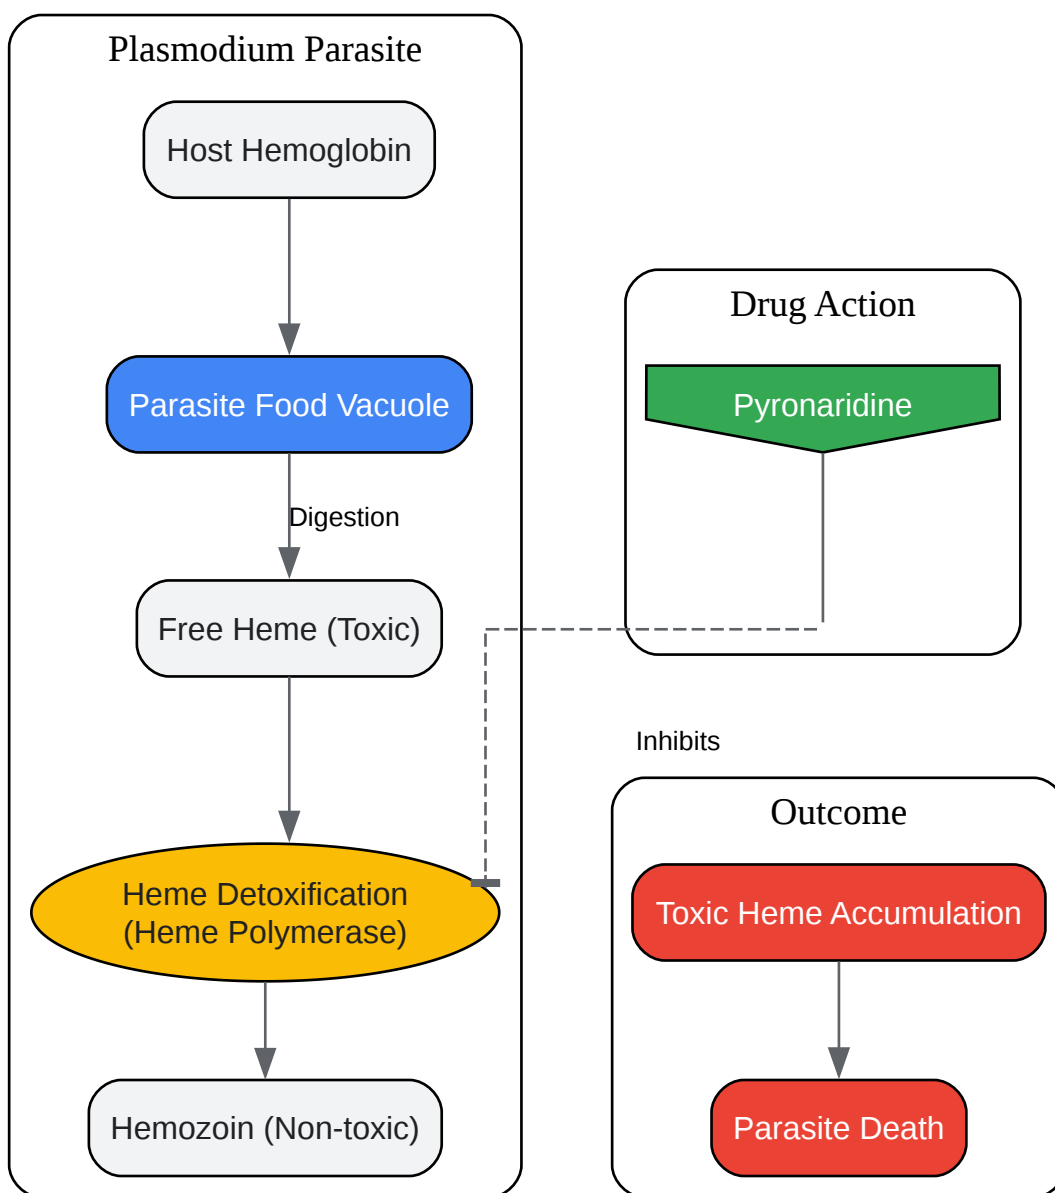 Plasmodium Parasite
Host Hemoglobin
Parasite Food Vacuole
Digestion
Free Heme (Toxic)
Heme Detoxification
(Heme Polymerase)
Hemozoin (Non-toxic)
Drug Action
Pyronaridine
Inhibits
Outcome
Toxic Heme Accumulation
Parasite Death